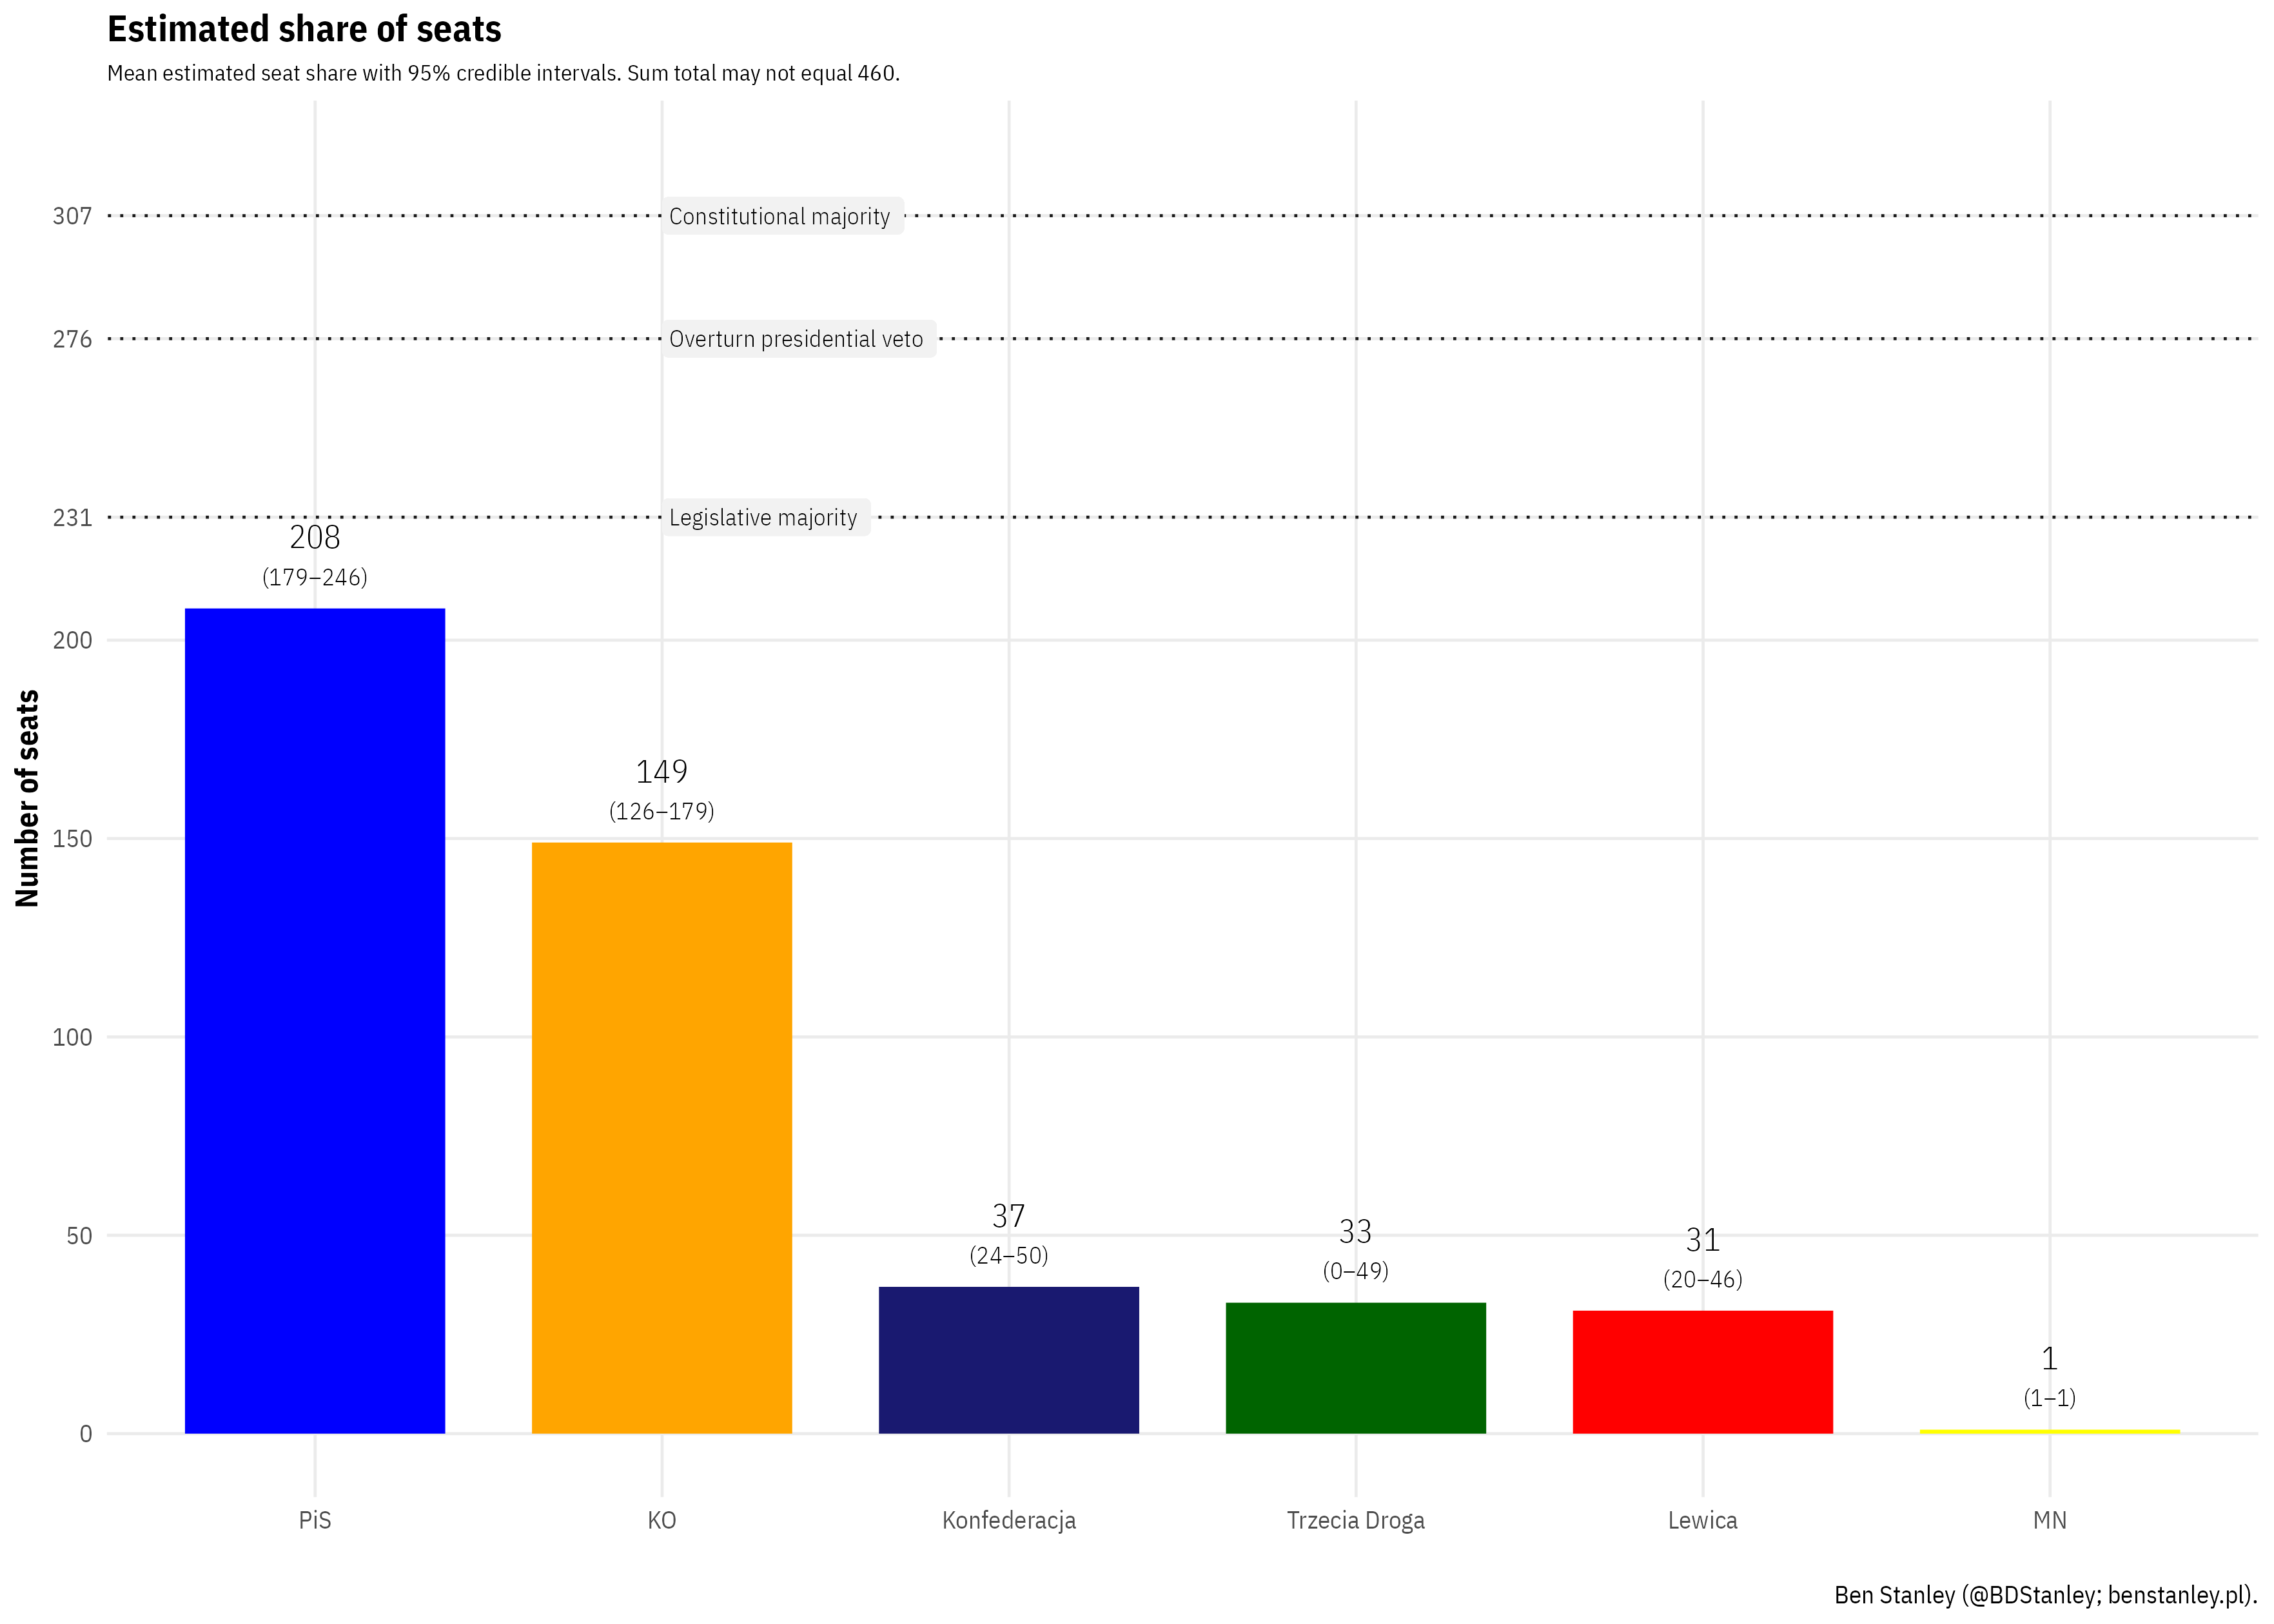 Estimated share of seats
Mean estimated seat share with 95% credible intervals. Sum total may not equal 460.
307
Constitutional majority
276
Overturn presidential veto
231
Legislative majority
208
(179–246)
200
149
(126–179)
150
100
37
(24–50)
33
(0–49)
31
(20–46)
50
1
(1–1)
0
Number of seats
PiS KO Konfederacja Trzecia Droga Lewica MN
Ben Stanley (@BDStanley; benstanley.pl).